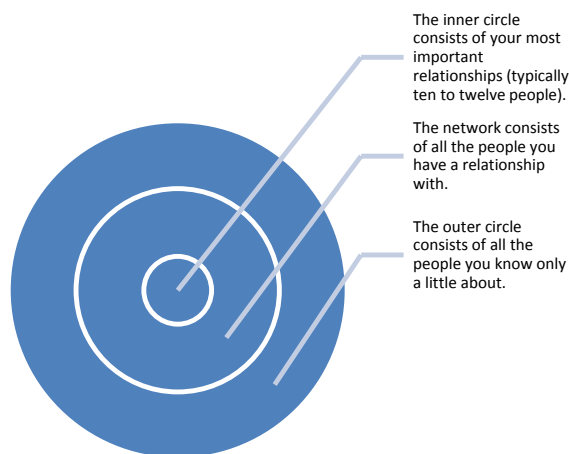 The inner circle
consists of your most
important
relationships (typically
ten to twelve people).
The network consists
of all the people you
have a relationship
with.
The outer circle
consists of all the
people you know only
a little about.